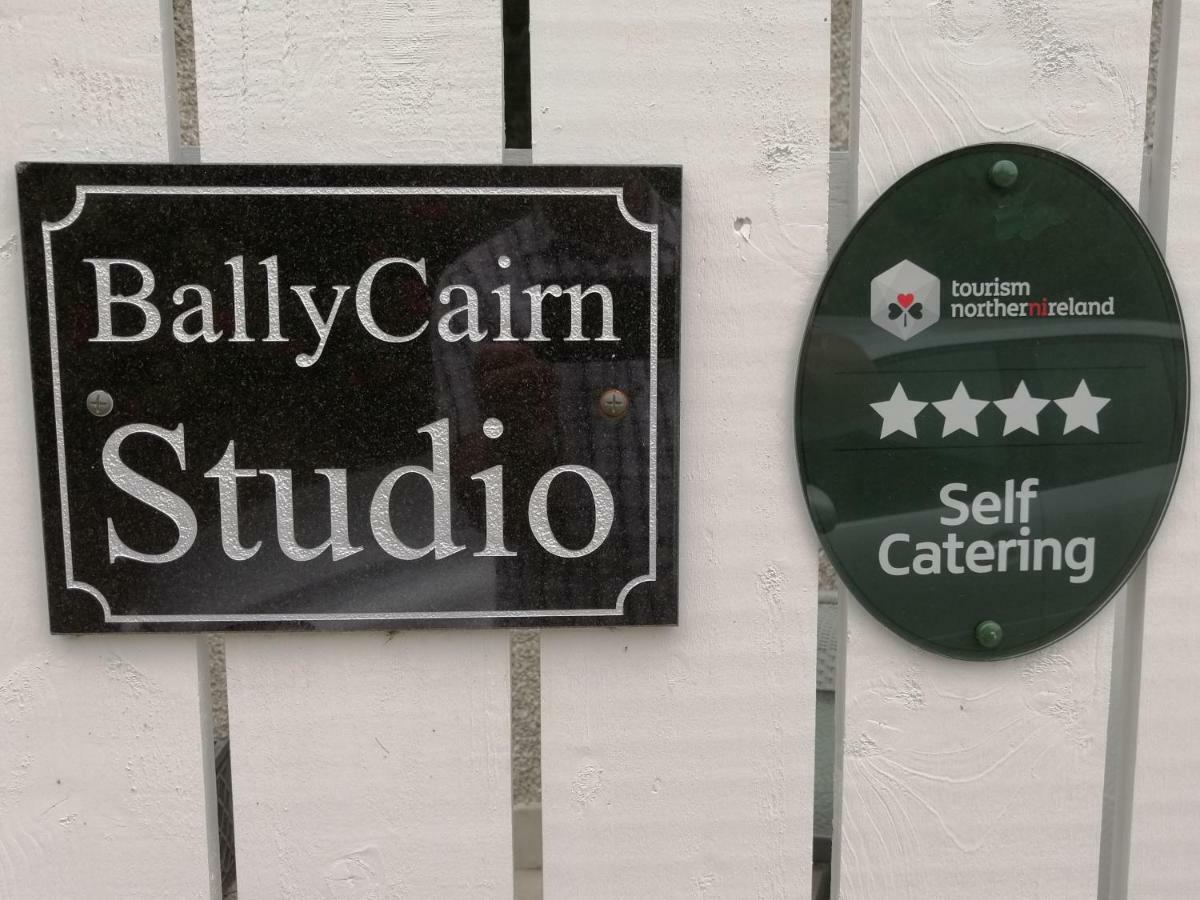 BallyCairn
Studio
tourism
northernireland
Self
Catering